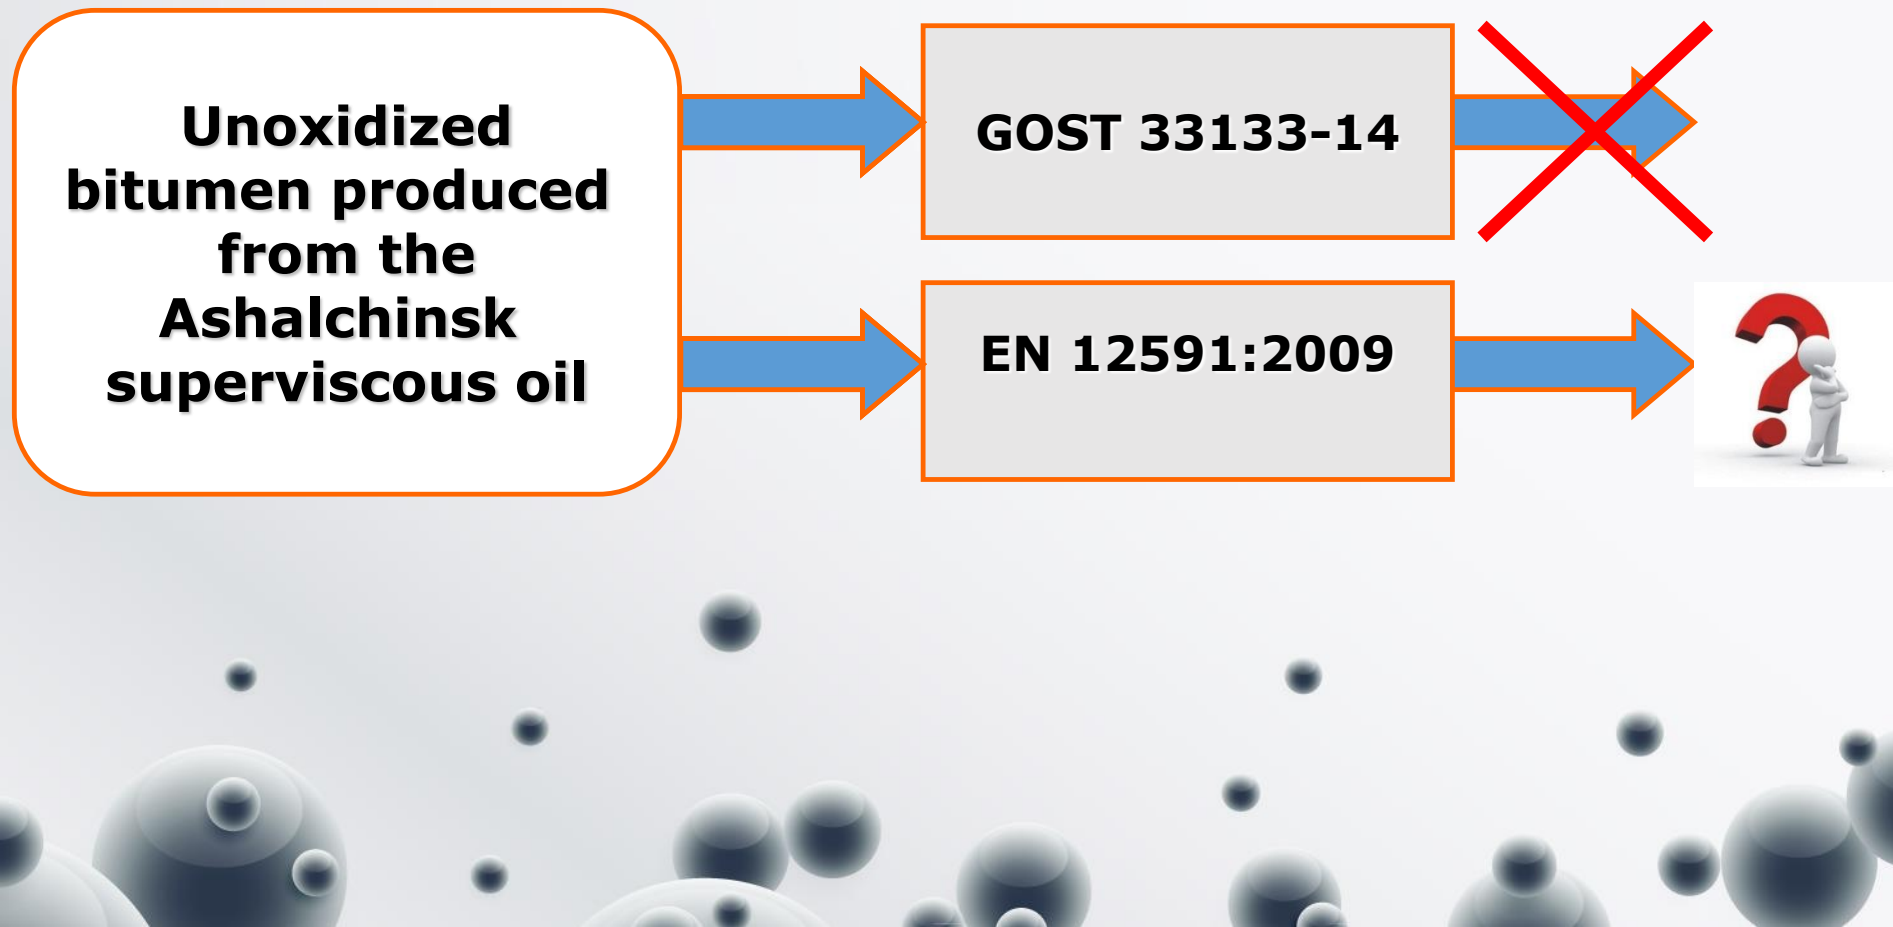 Unoxidized
bitumen produced
from the
Ashalchinsk
superviscous oil
GOST 33133-14
EN 12591:2009